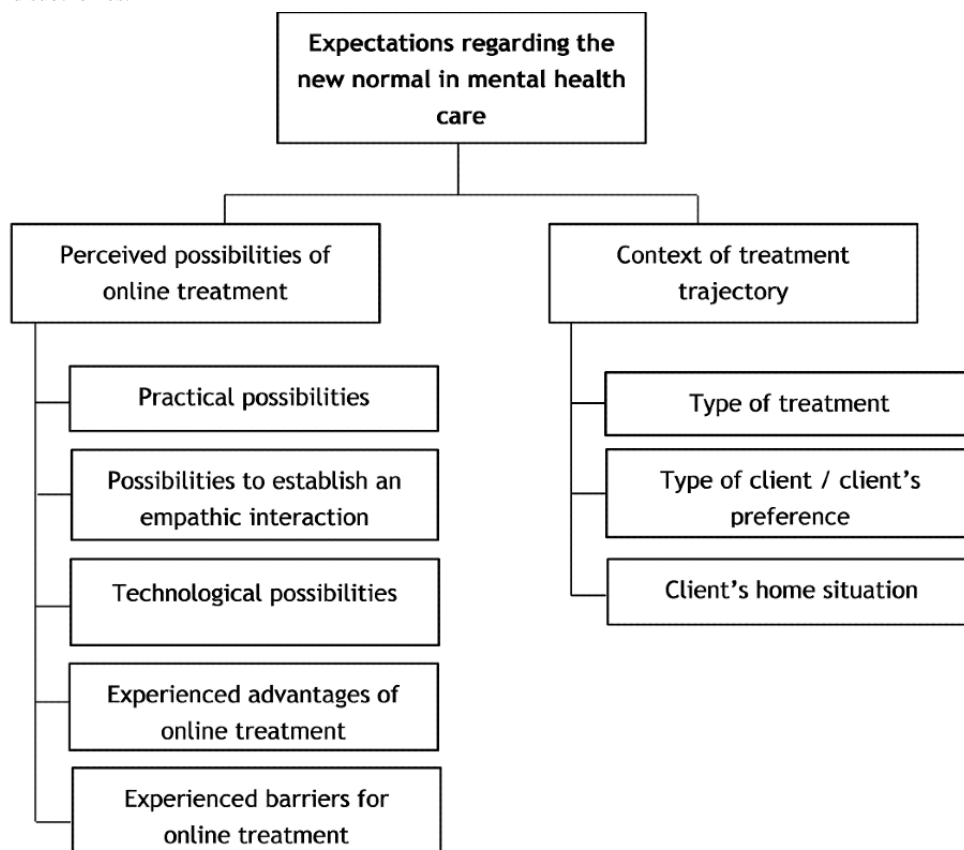 Expectations regarding the
new normal in mental health
care
Perceived possibilities of
online treatment
Practical possibilities
Possibilities to establish an
empathic interaction
Technological possibilities
Experienced advantages of
online treatment
Experienced barriers for
online treatment
Context of treatment
trajectory
Type of treatment
Type of client / client's
preference
Client's home situation